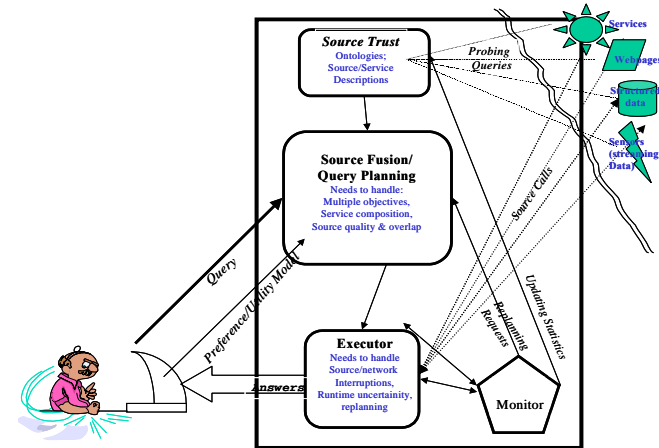 Source Trust
Ontologies;
Source/Service
Descriptions
Probing
Queries
Services
Webpages
Structured
data
Sensors
(streaming
Data)
Source Fusion/
Query Planning
Needs to handle:
Multiple objectives,
Service composition,
Source quality & overlap
Source Calls
Query
Preference/Utility Model
Replanning
Requests
Updating Statistics
Executor
Needs to handle
Source/network
Interruptions,
Runtime uncertainity,
replanning
Answers
Monitor